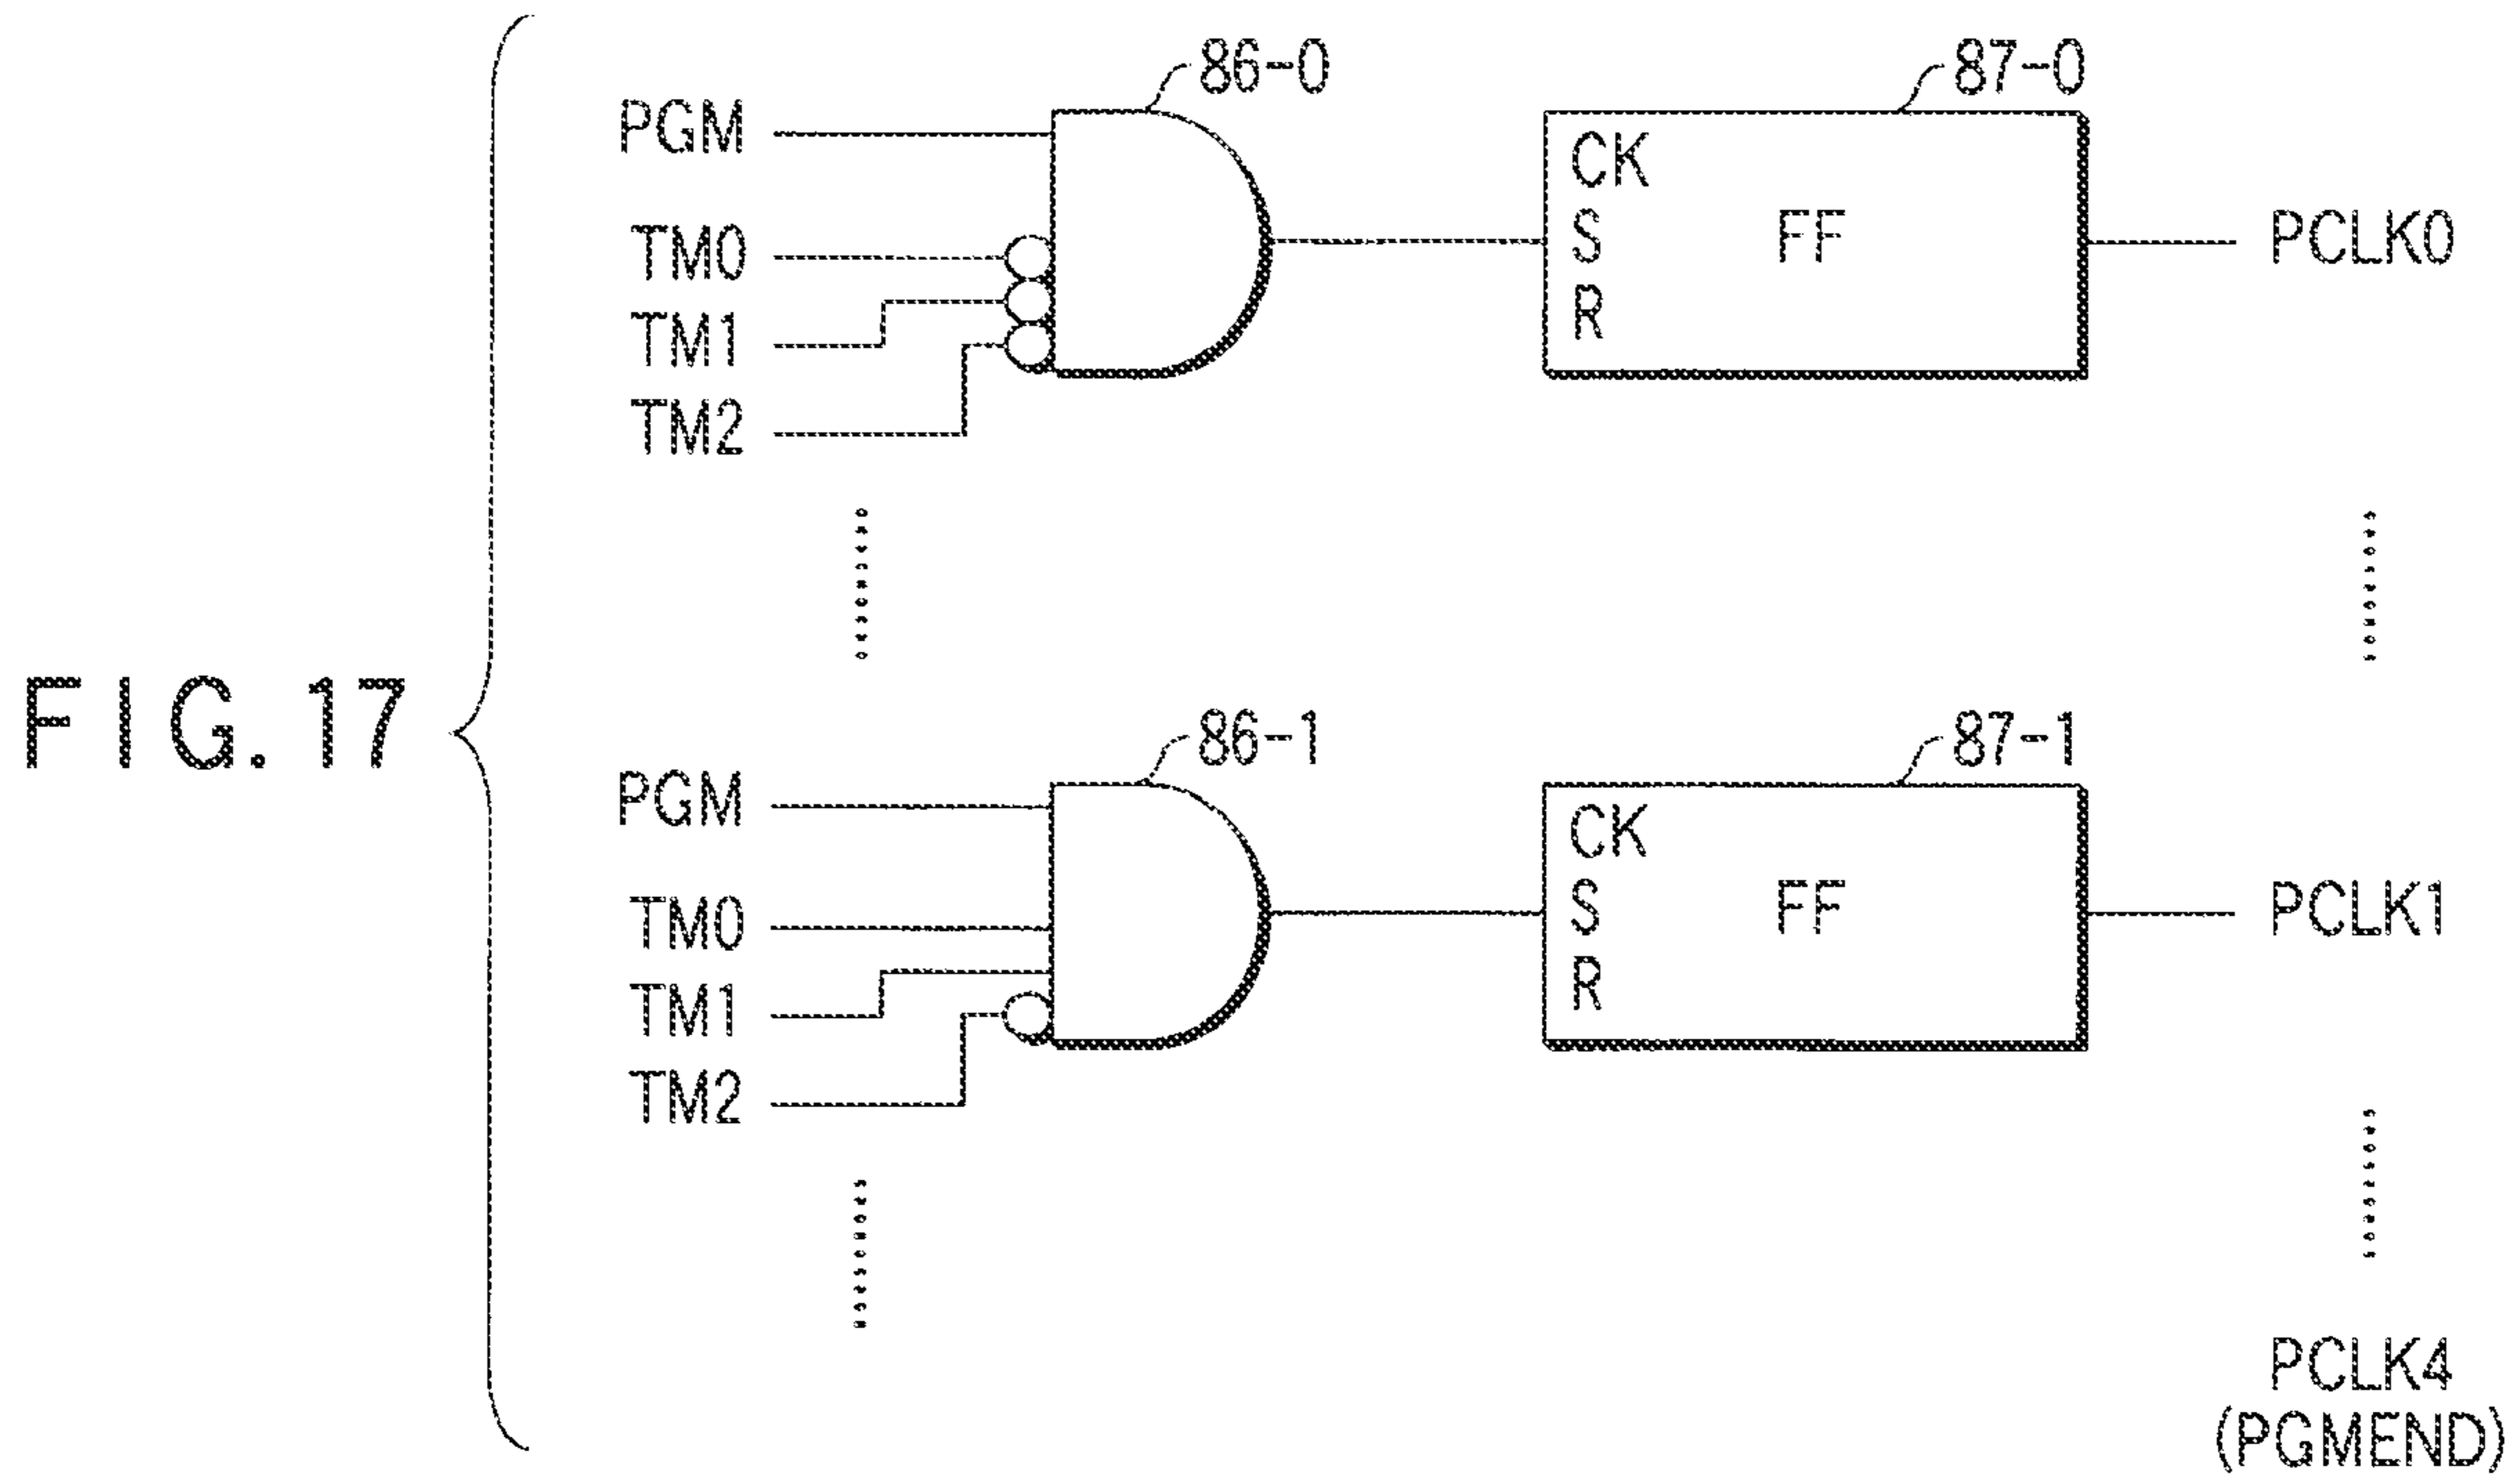 FIG. 17
86-0
87-0
PGM
TM0
TM1
TM2
CK
S
R
FF
PCLK0
86-1
87-1
PGM
TM0
TM1
TM2
CK
S
R
FF
PCLK1
PCLK4
(PGMEND)